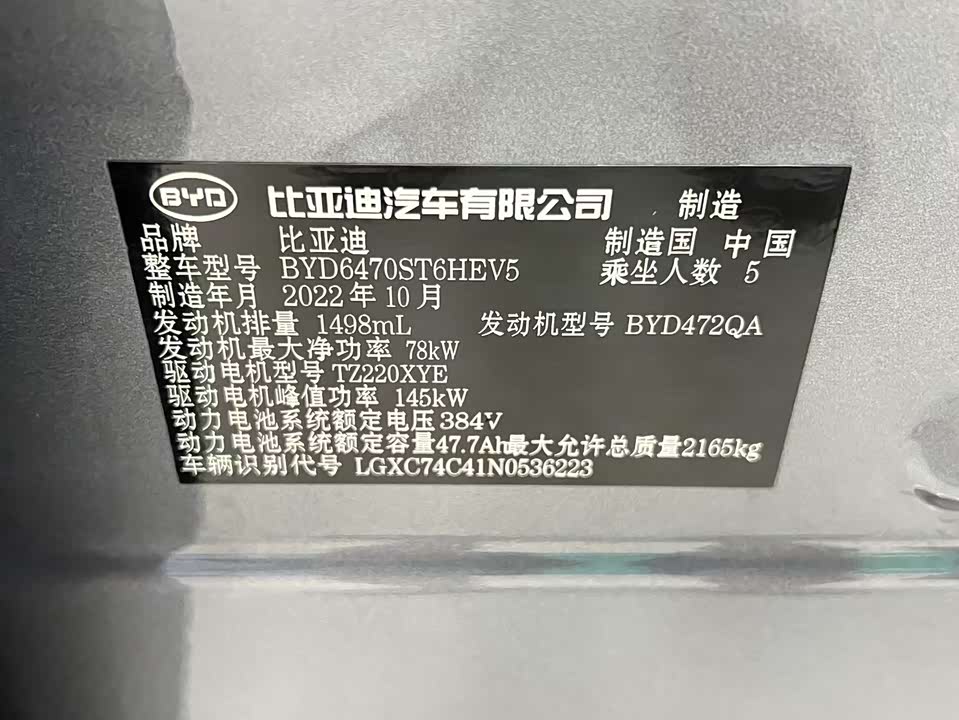 BYD 比亚迪汽车有限公司 制造
品牌 比亚迪 制造国 中国
整车型号 BYD6470ST6HEV5 乘坐人数 5
制造年月 2022年10月
发动机排量 1498mL 发动机型号 BYD472QA
发动机最大净功率 78kW
驱动电机型号 TZ220XYE
驱动电机峰值功率 145kW
动力电池系统额定电压 384V
动力电池系统额定容量47.7Ah最大允许总质量2165kg
车辆识别代号 LGXC74C41N0536223